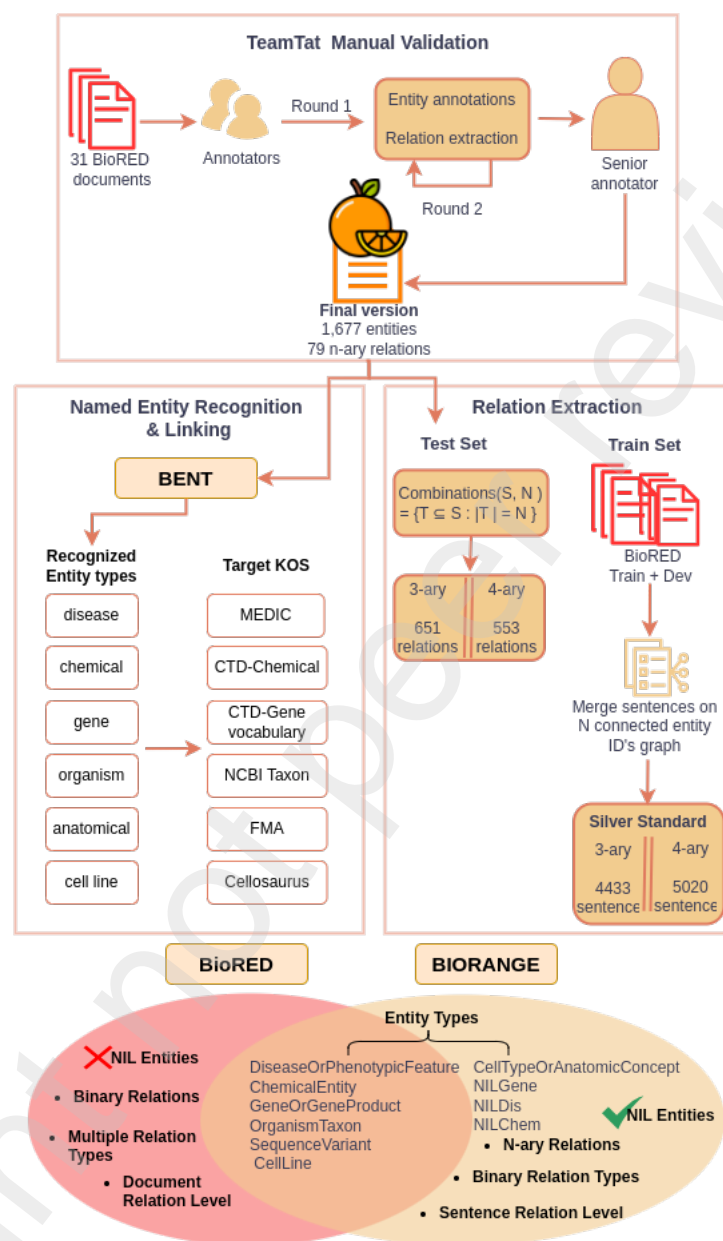 TeamTat Manual Validation
31 BioRED
documents
Annotators
Round 1
Entity annotations
Relation extraction
Round 2
Senior
annotator
Final version
1,677 entities
79 n-ary relations
Named Entity Recognition
& Linking
BENT
Recognized
Entity types
Target KOS
disease
MEDIC
chemical
CTD-Chemical
gene
CTD-Gene
vocabulary
organism
NCBI Taxon
anatomical
FMA
cell line
Cellosaurus
Relation Extraction
Test Set
Combinations(S, N )
= {T ⊆ S : |T | = N }
3-ary
4-ary
651
relations
553
relations
Train Set
BioRED
Train + Dev
Merge sentences on
N connected entity
ID's graph
Silver Standard
3-ary
4-ary
4433
sentence
5020
sentence
BioRED
BIORANGE
Entity Types
NIL Entities
• Binary Relations
• Multiple Relation
Types
• Document
Relation Level
DiseaseOrPhenotypicFeature
ChemicalEntity
GeneOrGeneProduct
OrganismTaxon
SequenceVariant
CellLine
CellTypeOrAnatomicConcept
NILGene
NILDis
NILChem
NIL Entities
• N-ary Relations
• Binary Relation Types
• Sentence Relation Level
not peer revi